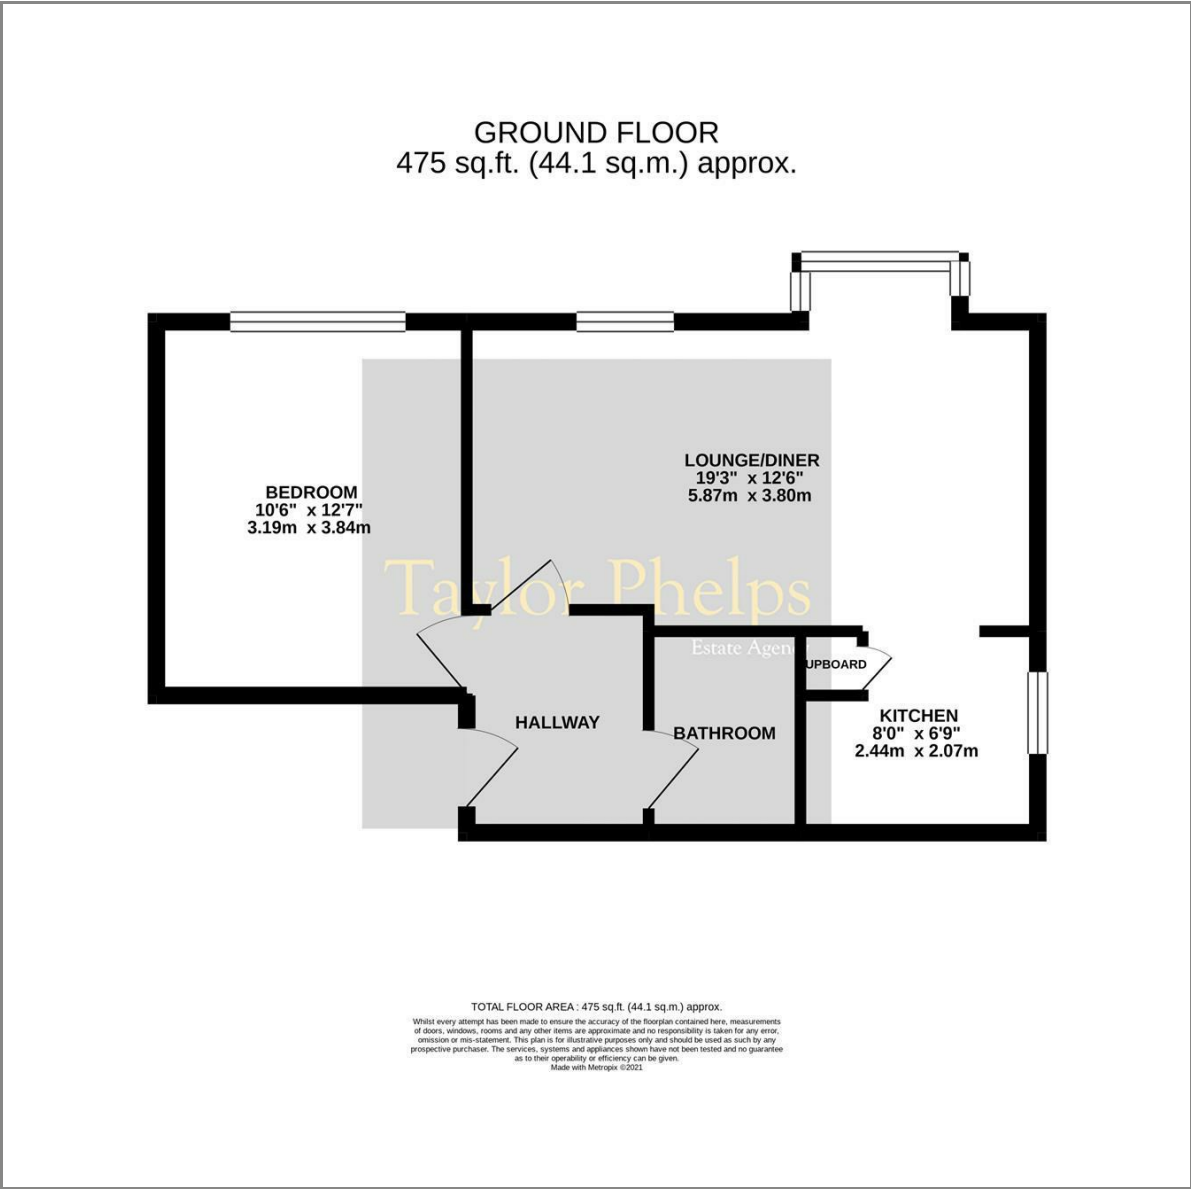 GROUND FLOOR
475 sq.ft. (44.1 sq.m.) approx.
LOUNGE/DINER
19'3" x 12'6"
5.87m x 3.80m
BEDROOM
10'6" x 12'7"
3.19m x 3.84m
Taylor Phelps
Estate Agency
UPBOARD
HALLWAY
BATHROOM
KITCHEN
8'0" x 6'9"
2.44m x 2.07m
TOTAL FLOOR AREA : 475 sq.ft. (44.1 sq.m.) approx.
Whilst every attempt has been made to ensure the accuracy of the floorplan contained here, measurements
of doors, windows, rooms and any other items are approximate and no responsibility is taken for any error,
omission or mis-statement. This plan is for illustrative purposes only and should be used as such by any
prospective purchaser. The services, systems and appliances shown have not been tested and no guarantee
as to their operability or efficiency can be given.
Made with Metropix ©2021